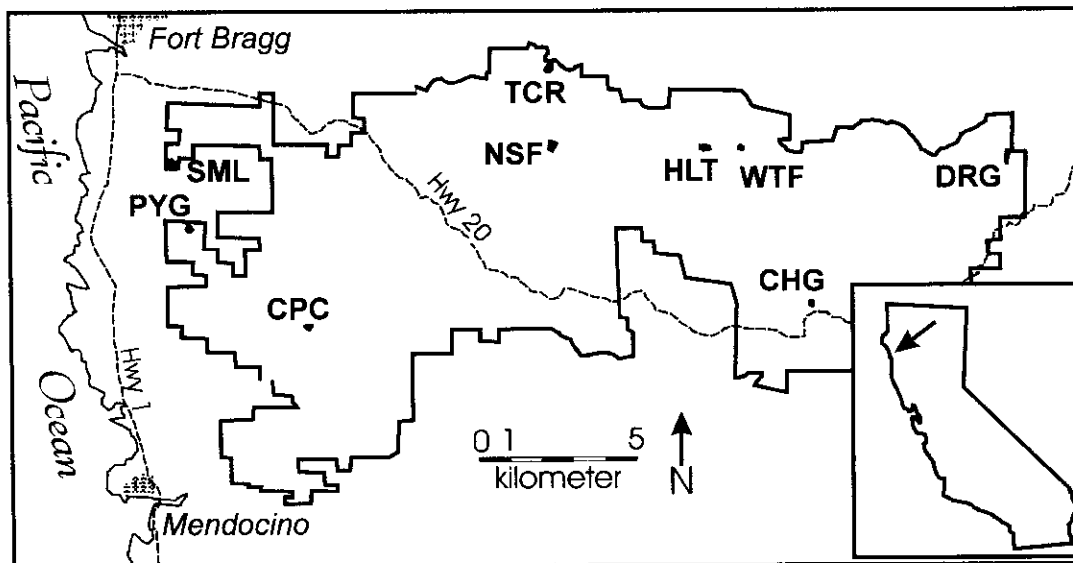 Fort Bragg
Pacific
Ocean
TCR
NSF
HLT
WTF
DRG
SML
PYG
Hwy 20
CHG
CPC
Hwy 1
0 1 5
kilometer
N
Mendocino